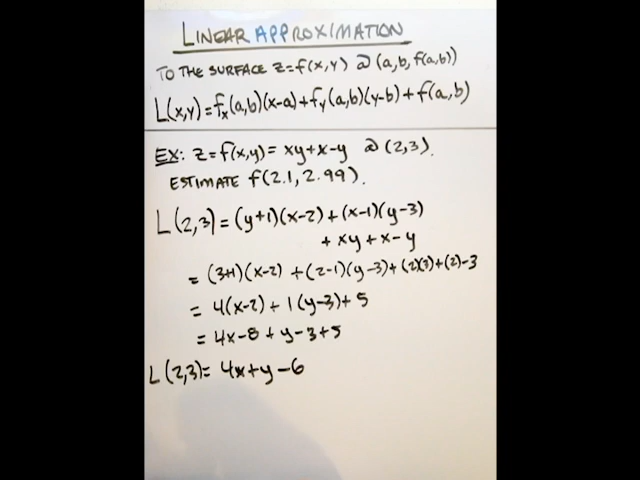 LINEAR APPROXIMATION
TO THE SURFACE Z=f(x,y) @ (a,b, f(a,b))
L(x,y)=fx(a,b)(x-a)+fy(a,b)(y-b)+f(a,b)
EX: Z=f(x,y)= xy+x-y @ (2,3).
ESTIMATE f(2.1, 2.99).
L(2,3)=(y+1)(x-2)+(x-1)(y-3)
+ xy+x-y
= (3+1)(x-2) +(2-1)(y-3)+(2)(3)+(2)-3
= 4(x-2)+1(y-3)+5
= 4x-8+y-3+5
L(2,3)= 4x+y-6